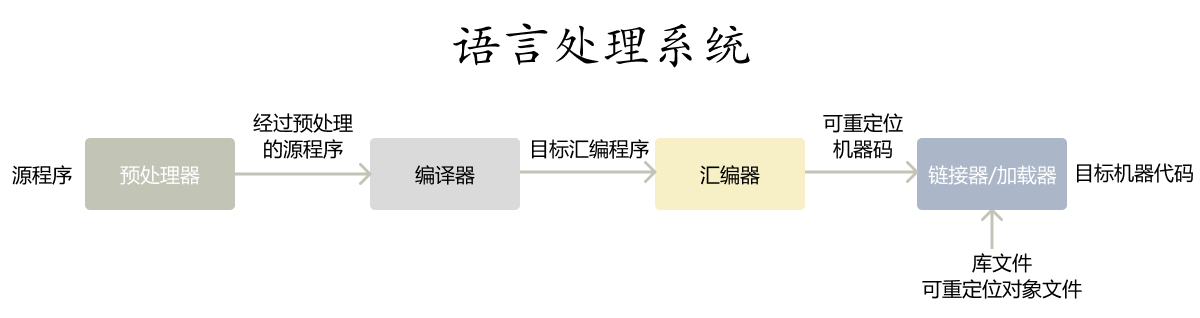 语言处理系统
源程序
预处理器
经过预处理
的源程序
编译器
目标汇编程序
汇编器
可重定位
机器码
链接器/加载器
目标机器代码
库文件
可重定位对象文件